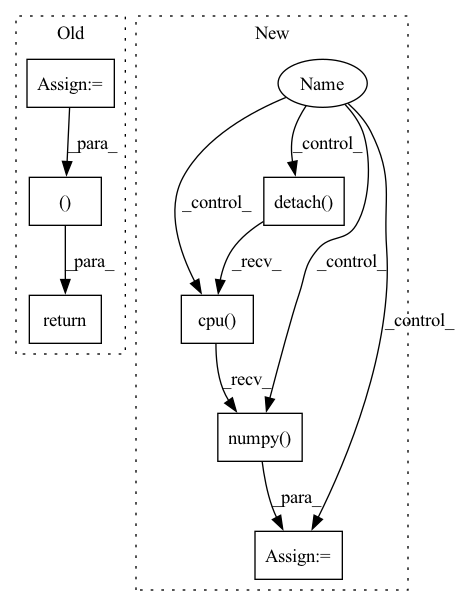 Old
New
Assign:=
Name
_para_
_control_
()
detach()
_control_
_para_
_recv_
_control_
return
cpu()
_control_
_recv_
numpy()
_para_
Assign:=